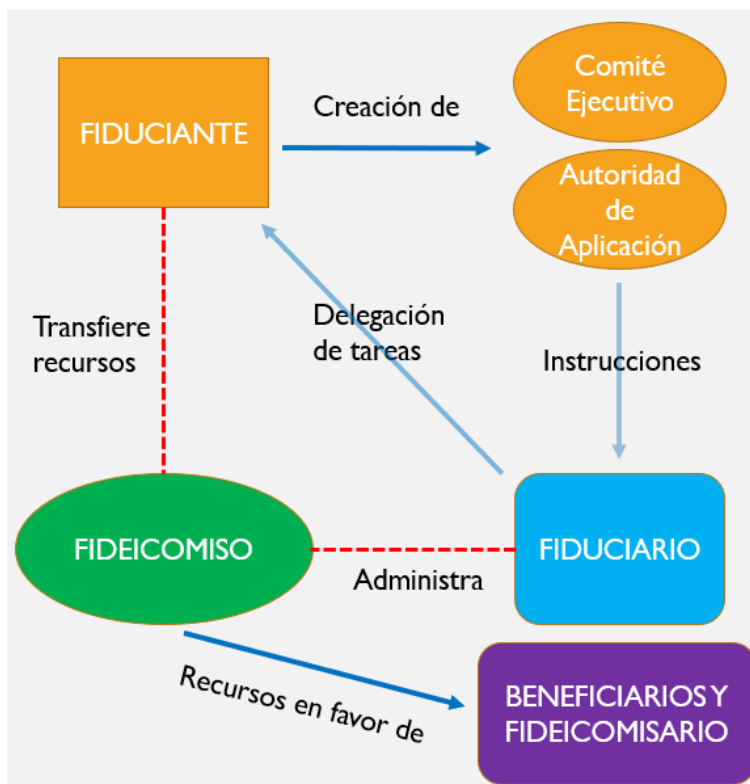 FIDUCIANTE
Creación de
Comité
Ejecutivo
Autoridad
de
Aplicación
Transfiere
recursos
Delegación
de tareas
Instrucciones
FIDEICOMISO
Administra
FIDUCIARIO
Recursos en favor de
BENEFICIARIOS Y
FIDEICOMISARIO